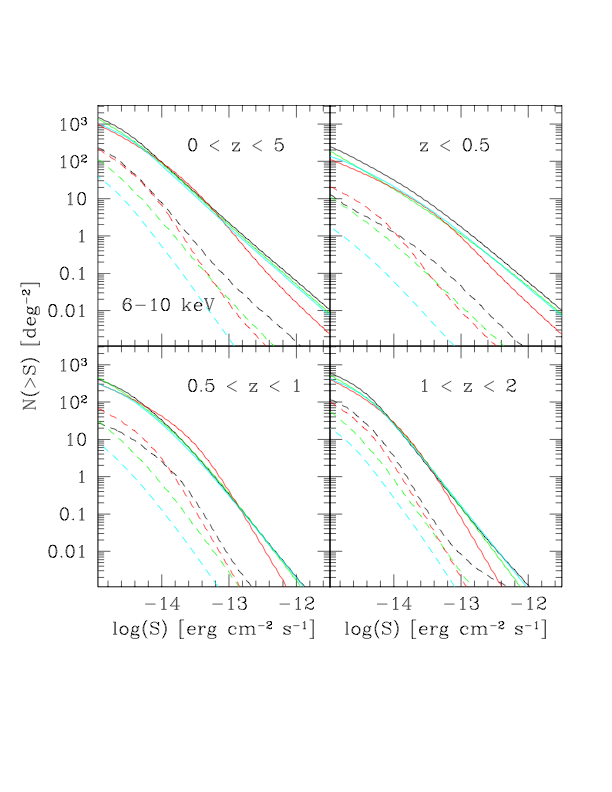 10³
10²
10
1
0.1
0.01
0 < z < 5
6−10 keV
z < 0.5
N(>S) [deg⁻²]
10³
10²
10
1
0.1
0.01
0.5 < z < 1
1 < z < 2
−14 −13 −12 −14 −13 −12
log(S) [erg cm⁻² s⁻¹] log(S) [erg cm⁻² s⁻¹]